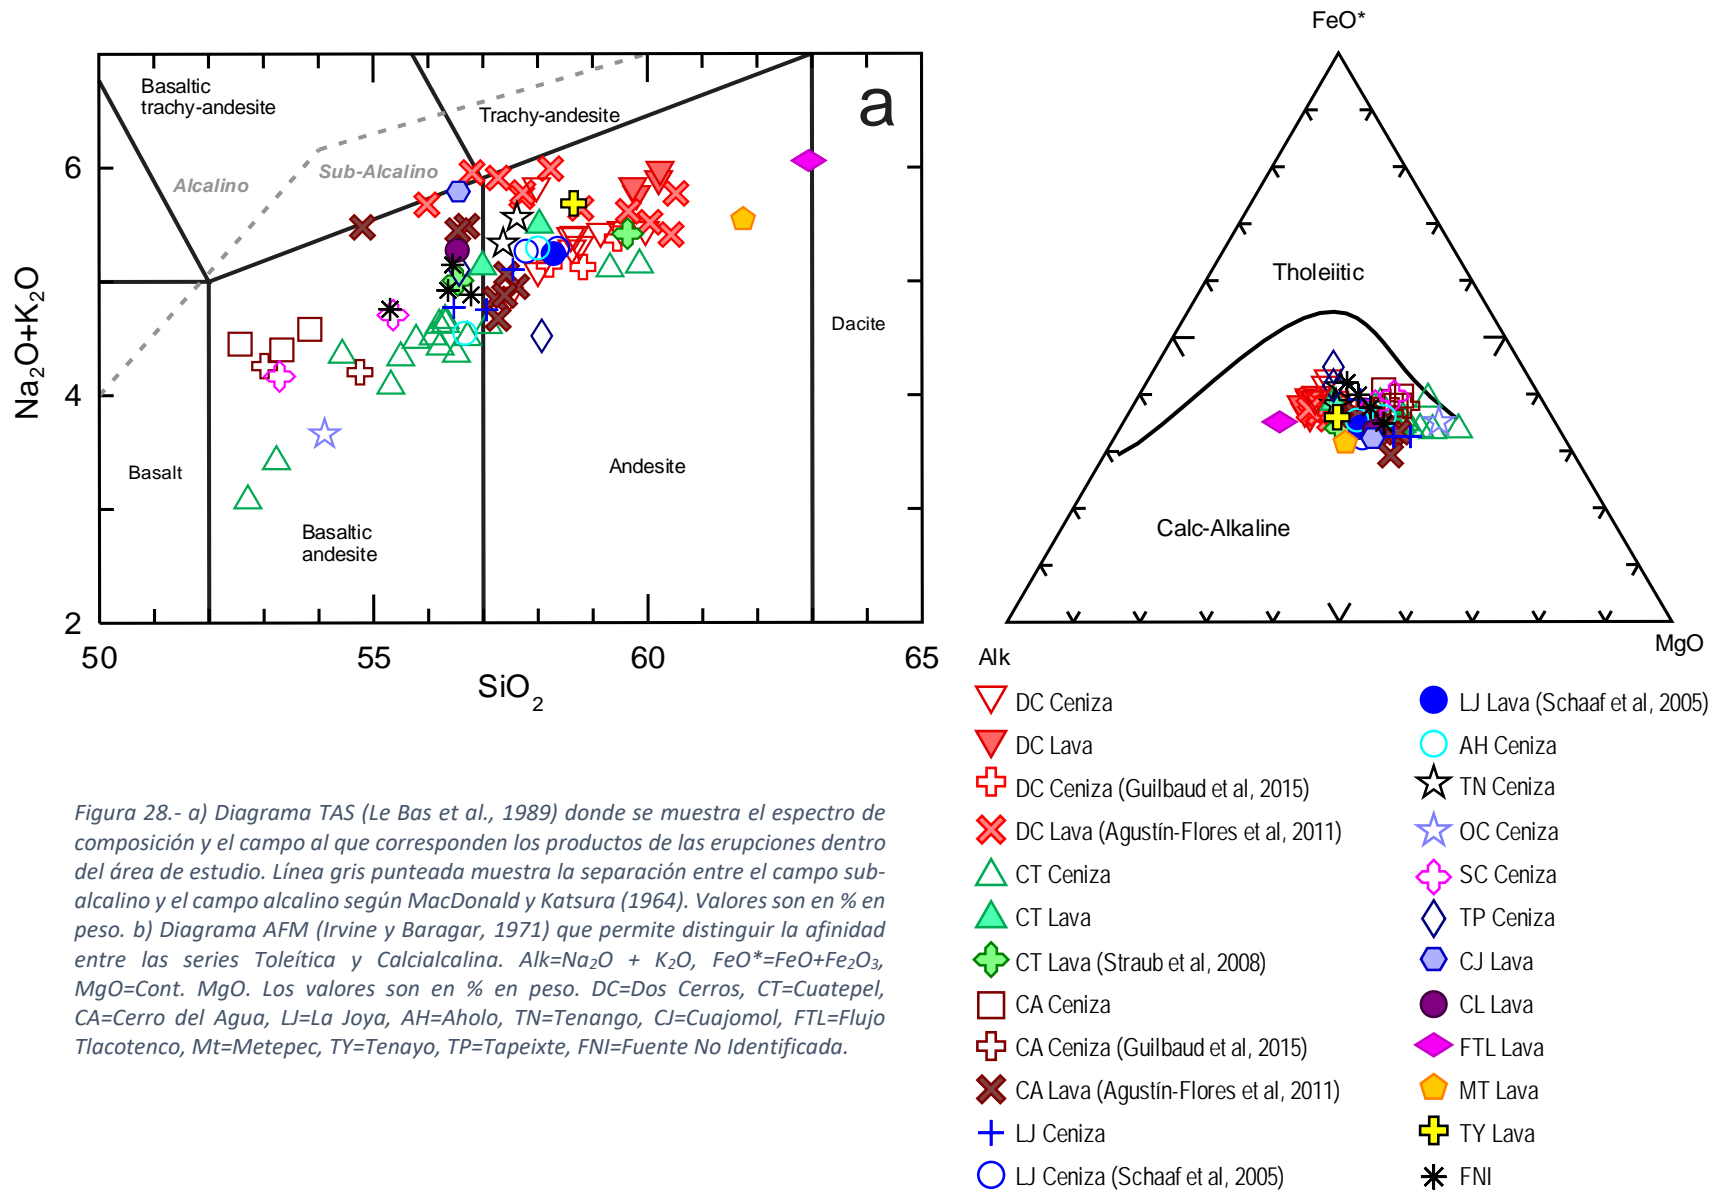 FeO*
Basaltic
trachy-andesite
Trachy-andesite
a
6
Alcalino
Sub-Alcalino
Tholeiitic
Na₂O+K₂O
4
Dacite
Basalt
Andesite
Basaltic
andesite
Calc-Alkaline
2
50
55
60
65
SiO₂
Alk
MgO
DC Ceniza
DC Lava
DC Ceniza (Guilbaud et al, 2015)
DC Lava (Agustín-Flores et al, 2011)
CT Ceniza
CT Lava
CT Lava (Straub et al, 2008)
CA Ceniza
CA Ceniza (Guilbaud et al, 2015)
CA Lava (Agustín-Flores et al, 2011)
LJ Ceniza
LJ Ceniza (Schaaf et al, 2005)
LJ Lava (Schaaf et al, 2005)
AH Ceniza
TN Ceniza
OC Ceniza
SC Ceniza
TP Ceniza
CJ Lava
CL Lava
FTL Lava
MT Lava
TY Lava
FNI
Figura 28.- a) Diagrama TAS (Le Bas et al., 1989) donde se muestra el espectro de
composición y el campo al que corresponden los productos de las erupciones dentro
del área de estudio. Línea gris punteada muestra la separación entre el campo sub-
alcalino y el campo alcalino según MacDonald y Katsura (1964). Valores son en % en
peso. b) Diagrama AFM (Irvine y Baragar, 1971) que permite distinguir la afinidad
entre las series Toleítica y Calcialcalina. Alk=Na₂O + K₂O, FeO*=FeO+Fe₂O₃,
MgO=Cont. MgO. Los valores son en % en peso. DC=Dos Cerros, CT=Cuatepel,
CA=Cerro del Agua, LJ=La Joya, AH=Aholo, TN=Tenango, CJ=Cuajomol, FTL=Flujo
Tlacotenco, Mt=Metepec, TY=Tenayo, TP=Tapeixte, FNI=Fuente No Identificada.